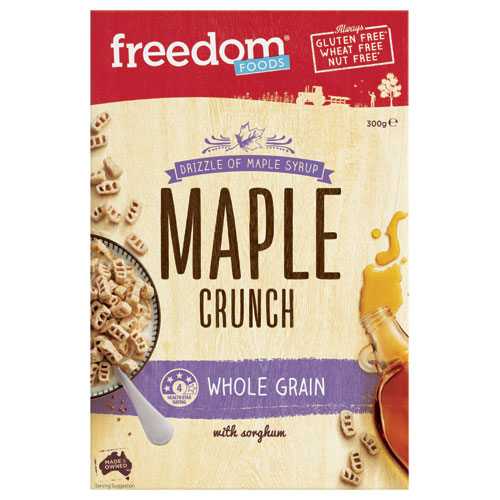 freedom®
FOODS
Always
GLUTEN FREE*
WHEAT FREE
NUT FREE*
300g ℮
DRIZZLE OF MAPLE SYRUP
MAPLE
CRUNCH
4
HEALTH STAR
RATING
WHOLE GRAIN
with sorghum
MADE &
OWNED
Serving Suggestion